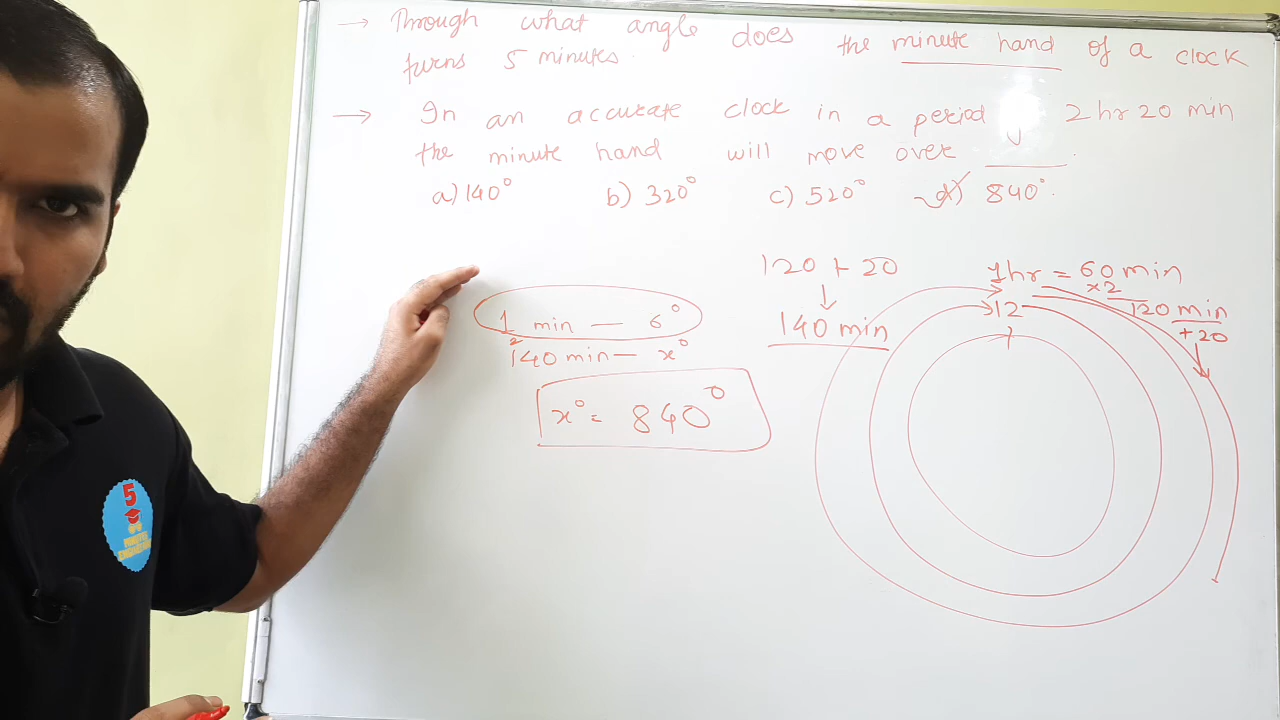 → Through what angle does the minute hand of a clock
turns 5 minutes.
→ In an accurate clock in a period 2 hr 20 min
the minute hand will move over ______.
a) 140° b) 320° c) 520° d) 840°.
120 + 20
↓
140 min
1hr = 60 min
×2
120 min
+20
12
1 min — 6°
140 min — x°
x° = 840°
5